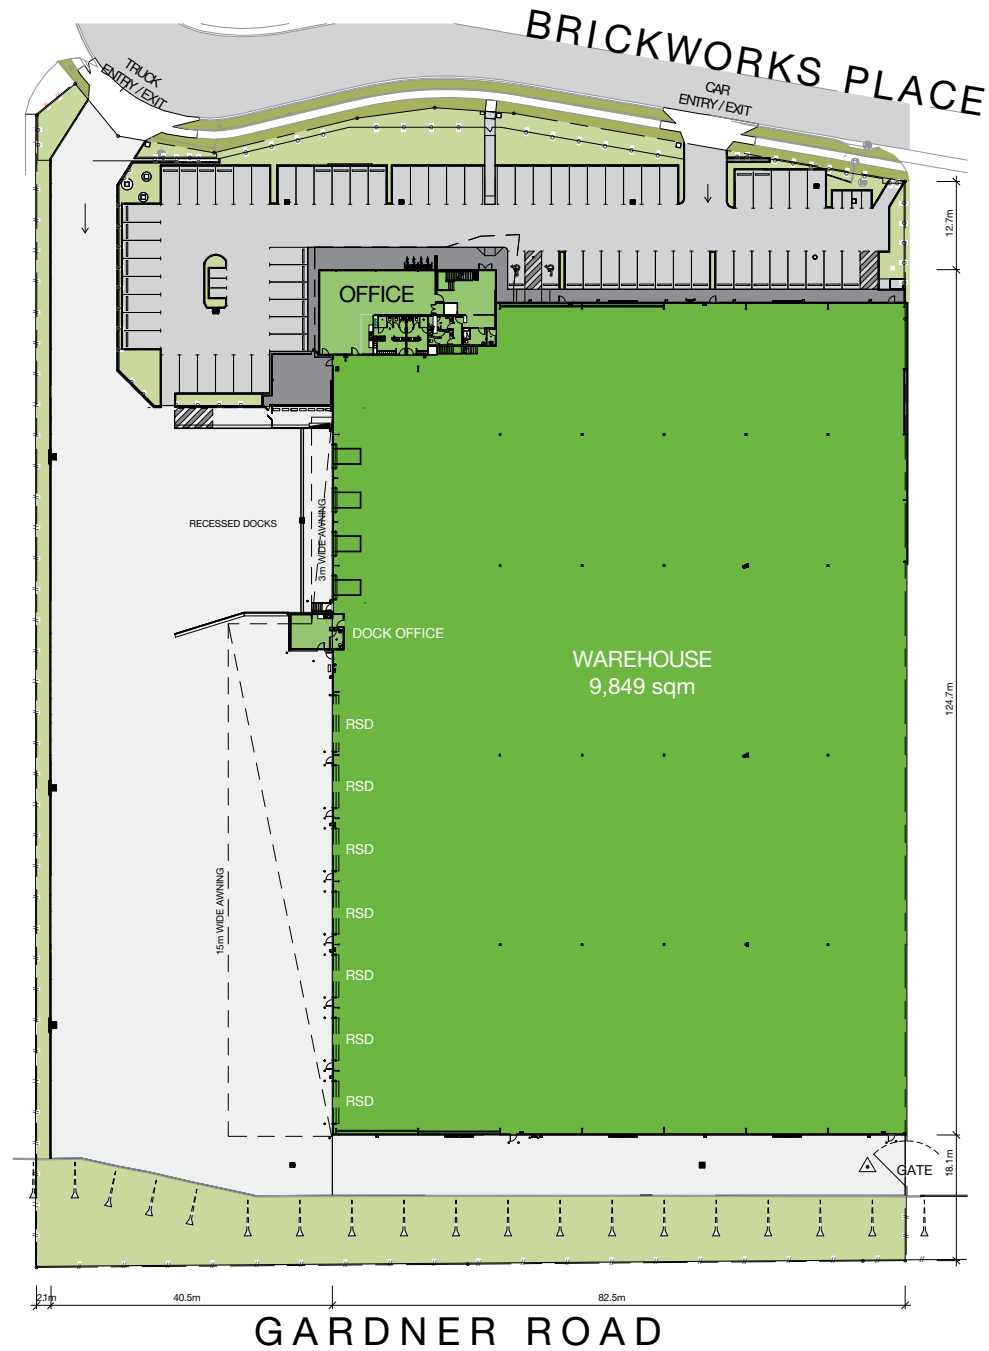 BRICKWORKS PLACE
TRUCK
ENTRY / EXIT
CAR
ENTRY / EXIT
12.7m
OFFICE
RECESSED DOCKS
3m WIDE AWNING
DOCK OFFICE
WAREHOUSE
9,849 sqm
124.7m
RSD
RSD
RSD
RSD
RSD
RSD
RSD
15m WIDE AWNING
GATE
18.1m
2.1m
40.5m
82.5m
GARDNER ROAD